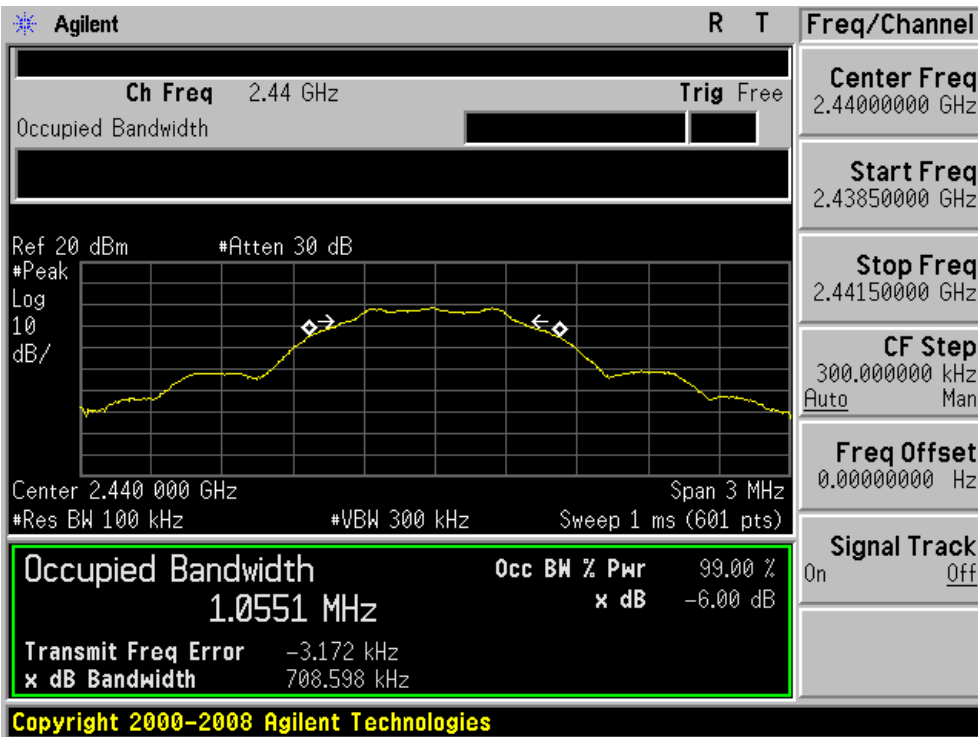 Agilent R T
Ch Freq 2.44 GHz Trig Free
Occupied Bandwidth
Ref 20 dBm #Atten 30 dB
#Peak
Log
10
dB/
Center 2.440 000 GHz Span 3 MHz
#Res BW 100 kHz #VBW 300 kHz Sweep 1 ms (601 pts)
Occupied Bandwidth
1.0551 MHz
Occ BW % Pwr 99.00 %
x dB -6.00 dB
Transmit Freq Error -3.172 kHz
x dB Bandwidth 708.598 kHz
Copyright 2000-2008 Agilent Technologies
Freq/Channel
Center Freq
2.44000000 GHz
Start Freq
2.43850000 GHz
Stop Freq
2.44150000 GHz
CF Step
300.000000 kHz
Auto Man
Freq Offset
0.00000000 Hz
Signal Track
On Off